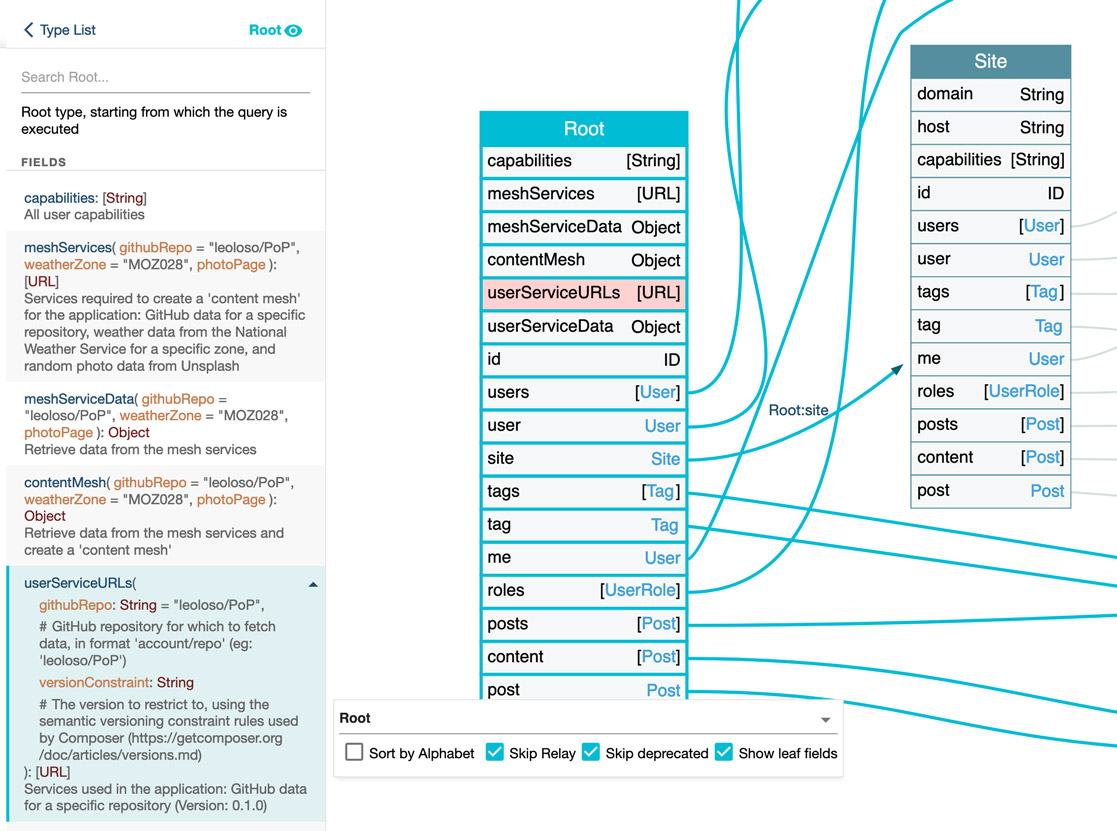 Type List
Root
Search Root...
Root type, starting from which the query is
executed
FIELDS
capabilities: [String]
All user capabilities
meshServices( githubRepo = "leoloso/PoP",
weatherZone = "MOZ028", photoPage ):
[URL]
Services required to create a 'content mesh'
for the application: GitHub data for a specific
repository, weather data from the National
Weather Service for a specific zone, and
random photo data from Unsplash
meshServiceData( githubRepo =
"leoloso/PoP", weatherZone = "MOZ028",
photoPage ): Object
Retrieve data from the mesh services
contentMesh( githubRepo = "leoloso/PoP",
weatherZone = "MOZ028", photoPage ):
Object
Retrieve data from the mesh services and
create a 'content mesh'
userServiceURLs(
githubRepo: String = "leoloso/PoP",
# GitHub repository for which to fetch
data, in format 'account/repo' (eg:
'leoloso/PoP')
versionConstraint: String
# The version to restrict to, using the
semantic versioning constraint rules used
by Composer (https://getcomposer.org
/doc/articles/versions.md)
): [URL]
Services used in the application: GitHub data
for a specific repository (Version: 0.1.0)
Root
capabilities [String]
meshServices [URL]
meshServiceData Object
contentMesh Object
userServiceURLs [URL]
userServiceData Object
id ID
users [User]
user User
site Site
tags [Tag]
tag Tag
me User
roles [UserRole]
posts [Post]
content [Post]
post Post
Root:site
Site
domain String
host String
capabilities [String]
id ID
users [User]
user User
tags [Tag]
tag Tag
me User
roles [UserRole]
posts [Post]
content [Post]
post Post
Root
Sort by Alphabet Skip Relay Skip deprecated Show leaf fields